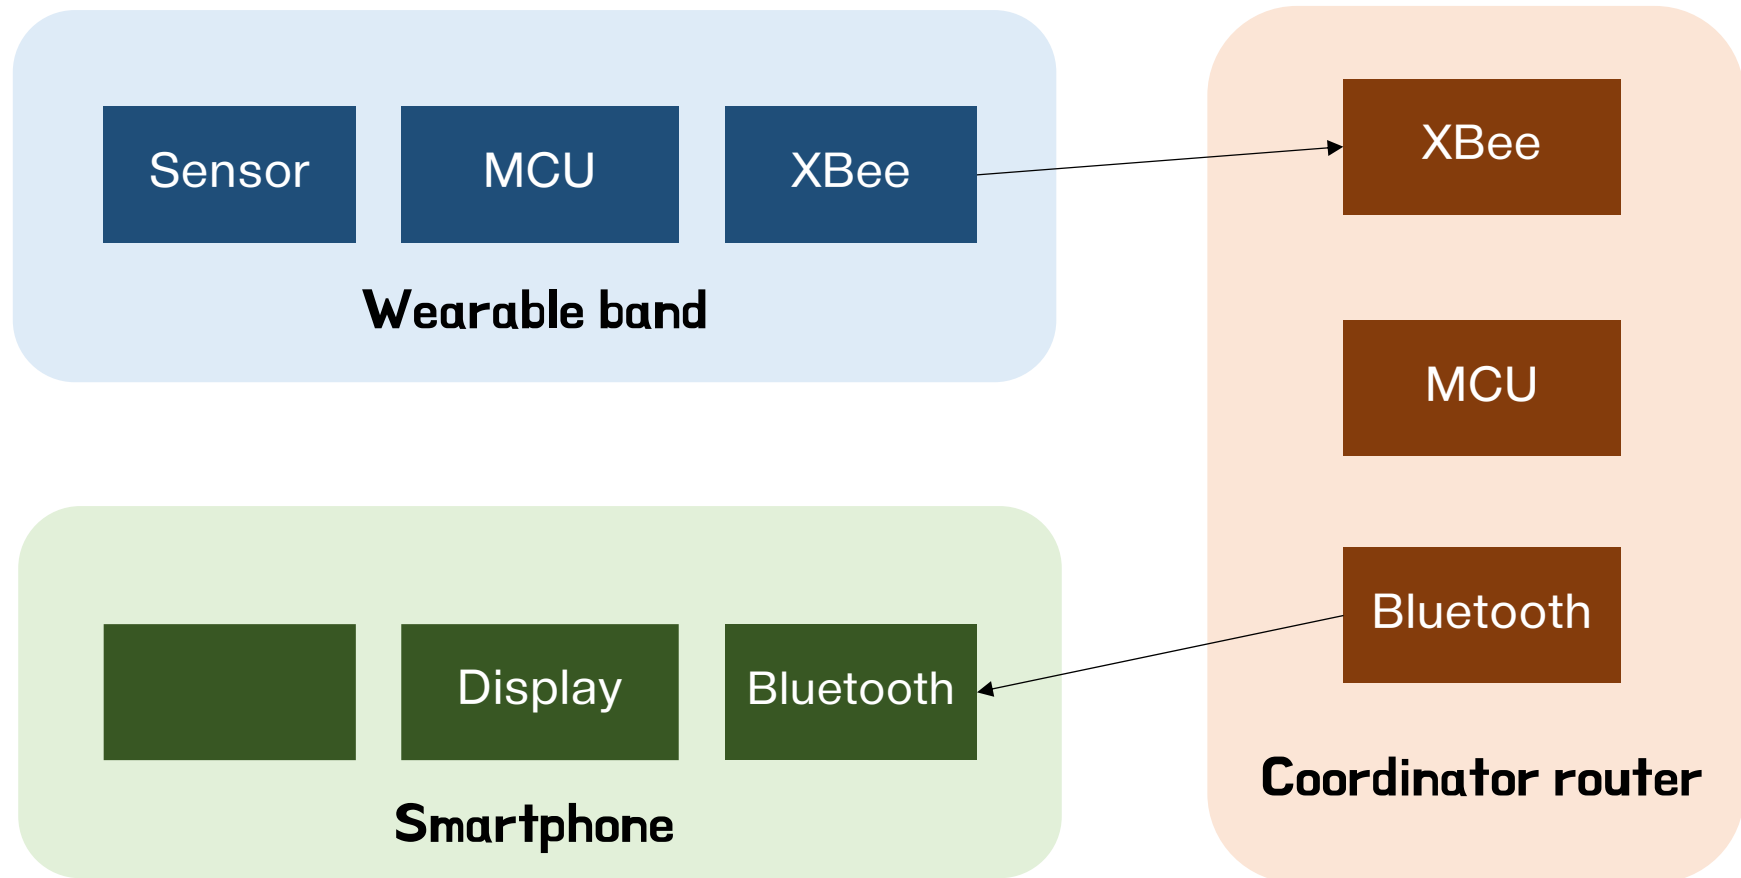 Sensor
MCU
XBee
Wearable band
XBee
MCU
Bluetooth
Coordinator router
Display
Bluetooth
Smartphone